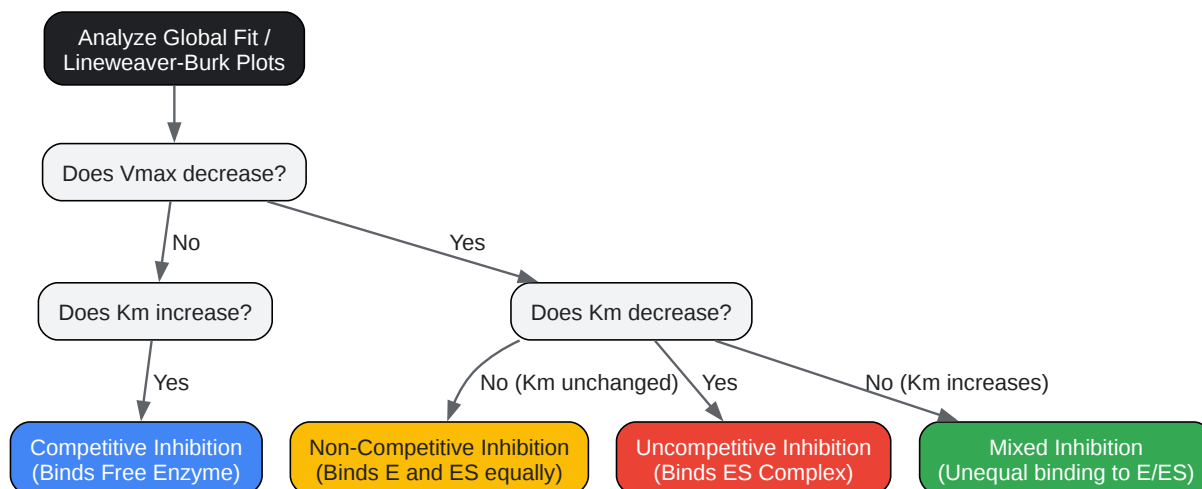 Analyze Global Fit /
Lineweaver-Burk Plots
Does Vmax decrease?
No
Yes
Does Km increase?
Does Km decrease?
Yes
No (Km unchanged)
Yes
No (Km increases)
Competitive Inhibition
(Binds Free Enzyme)
Non-Competitive Inhibition
(Binds E and ES equally)
Uncompetitive Inhibition
(Binds ES Complex)
Mixed Inhibition
(Unequal binding to E/ES)